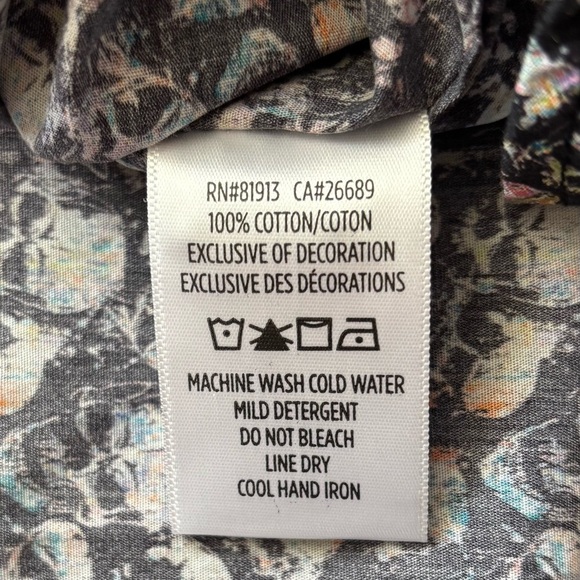 RN#81913 CA#26689
100% COTTON/COTON
EXCLUSIVE OF DECORATION
EXCLUSIVE DES DÉCORATIONS
MACHINE WASH COLD WATER
MILD DETERGENT
DO NOT BLEACH
LINE DRY
COOL HAND IRON